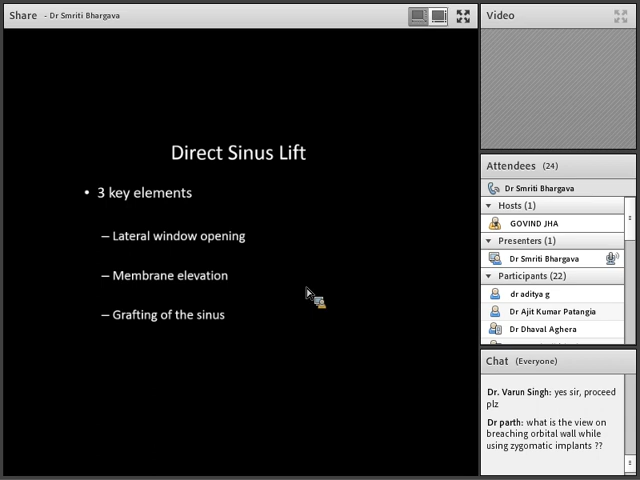 Share - Dr Smriti Bhargava
Direct Sinus Lift
• 3 key elements
– Lateral window opening
– Membrane elevation
– Grafting of the sinus
Video
Attendees (24)
Dr Smriti Bhargava
Hosts (1)
GOVIND JHA
Presenters (1)
Dr Smriti Bhargava
Participants (22)
dr aditya g
Dr Ajit Kumar Patangia
Dr Dhaval Aghera
Chat (Everyone)
Dr. Varun Singh: yes sir, proceed
plz
Dr parth: what is the view on
breaching orbital wall while
using zygomatic implants ??